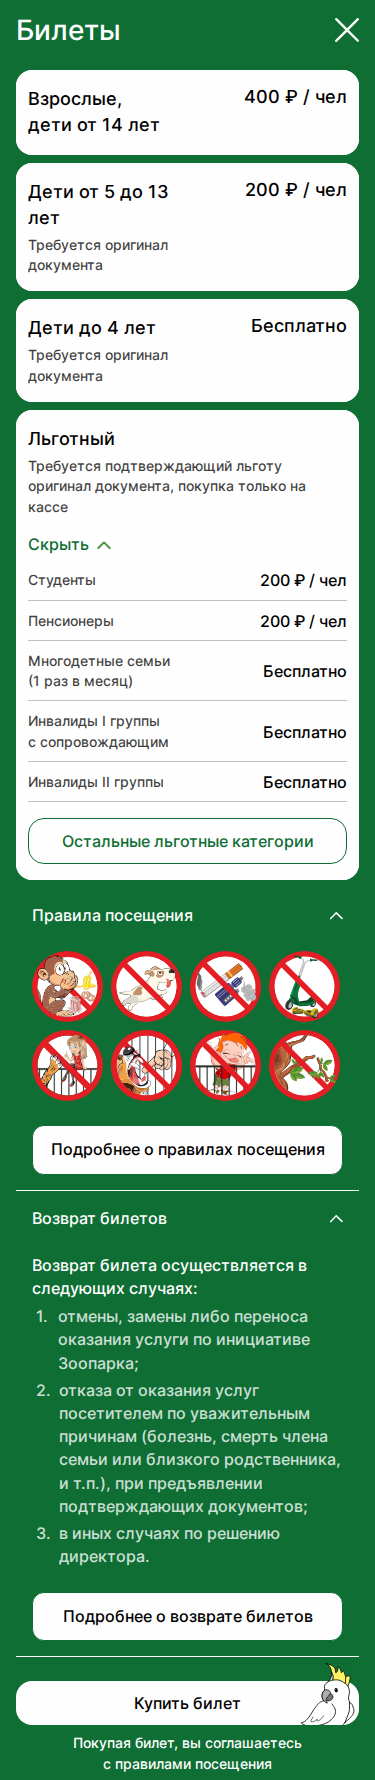 Билеты
Взрослые,
дети от 14 лет
400 ₽ / чел
Дети от 5 до 13
лет
200 ₽ / чел
Требуется оригинал
документа
Дети до 4 лет
Бесплатно
Требуется оригинал
документа
Льготный
Требуется подтверждающий льготу
оригинал документа, покупка только на
кассе
Скрыть
Студенты
200 ₽ / чел
Пенсионеры
200 ₽ / чел
Многодетные семьи
(1 раз в месяц)
Бесплатно
Инвалиды I группы
с сопровождающим
Бесплатно
Инвалиды II группы
Бесплатно
Остальные льготные категории
Правила посещения
Подробнее о правилах посещения
Возврат билетов
Возврат билета осуществляется в
следующих случаях:
1. отмены, замены либо переноса
оказания услуги по инициативе
Зоопарка;
2. отказа от оказания услуг
посетителем по уважительным
причинам (болезнь, смерть члена
семьи или близкого родственника,
и т.п.), при предъявлении
подтверждающих документов;
3. в иных случаях по решению
директора.
Подробнее о возврате билетов
Купить билет
Покупая билет, вы соглашаетесь
с правилами посещения